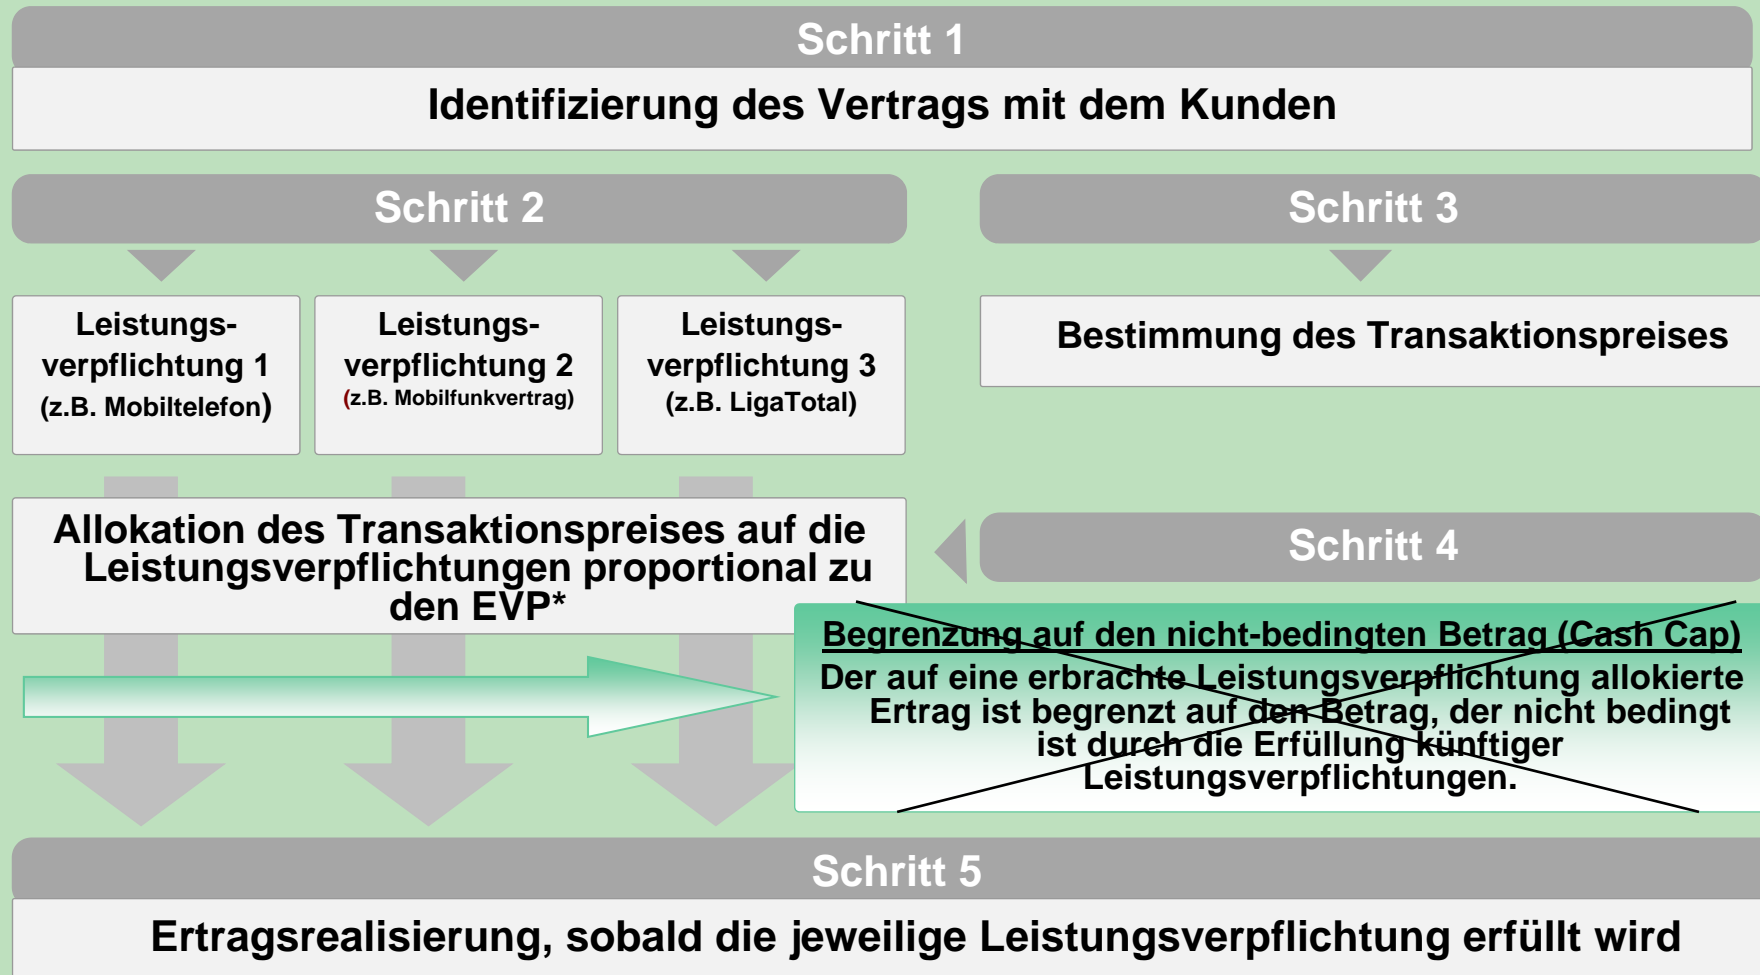 Schritt 1
Identifizierung des Vertrags mit dem Kunden
Schritt 2
Leistungs-
verpflichtung 1
(z.B. Mobiltelefon)
Leistungs-
verpflichtung 2
(z.B. Mobilfunkvertrag)
Leistungs-
verpflichtung 3
(z.B. LigaTotal)
Schritt 3
Bestimmung des Transaktionspreises
Allokation des Transaktionspreises auf die
Leistungsverpflichtungen proportional zu
den EVP*
Schritt 4
Begrenzung auf den nicht-bedingten Betrag (Cash Cap)
Der auf eine erbrachte Leistungsverpflichtung allokierte
Ertrag ist begrenzt auf den Betrag, der nicht bedingt
ist durch die Erfüllung künftiger
Leistungsverpflichtungen.
Schritt 5
Ertragsrealisierung, sobald die jeweilige Leistungsverpflichtung erfüllt wird